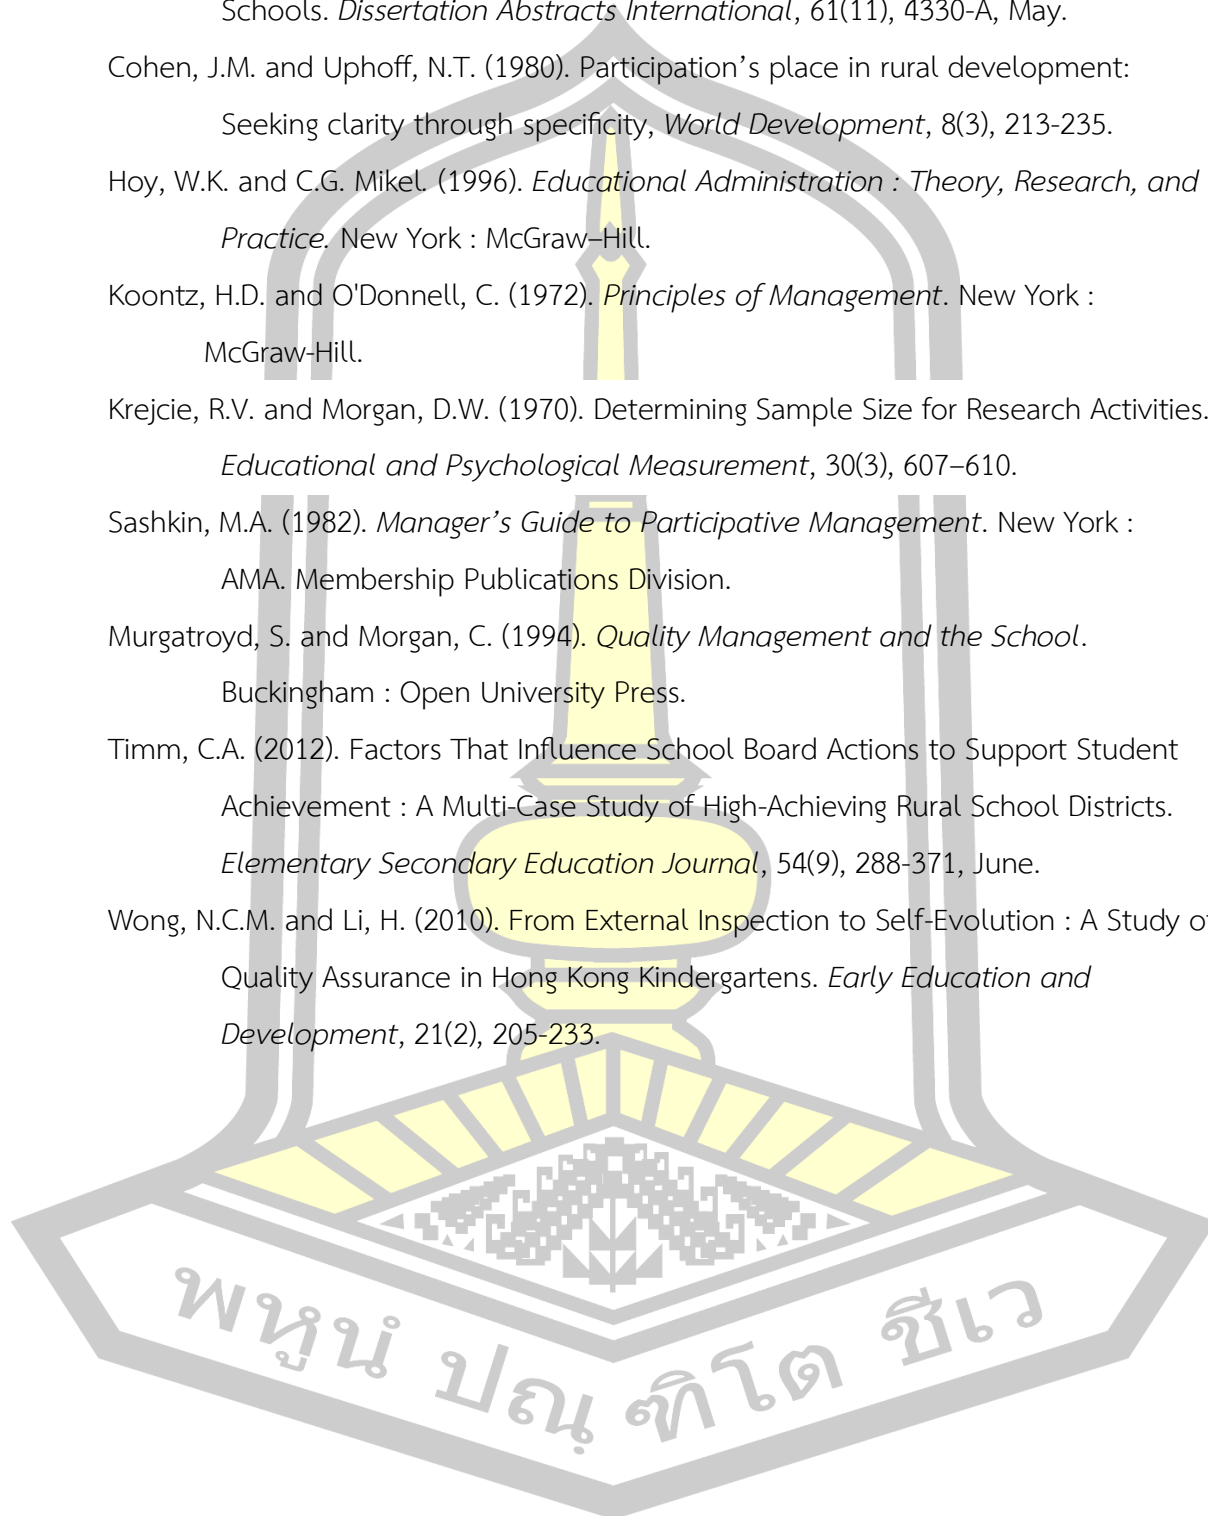 Schools. Dissertation Abstracts International, 61(11), 4330-A, May.
Cohen, J.M. and Uphoff, N.T. (1980). Participation’s place in rural development:
Seeking clarity through specificity, World Development, 8(3), 213-235.
Hoy, W.K. and C.G. Mikel. (1996). Educational Administration : Theory, Research, and
Practice. New York : McGraw–Hill.
Koontz, H.D. and O'Donnell, C. (1972). Principles of Management. New York :
McGraw-Hill.
Krejcie, R.V. and Morgan, D.W. (1970). Determining Sample Size for Research Activities.
Educational and Psychological Measurement, 30(3), 607–610.
Sashkin, M.A. (1982). Manager’s Guide to Participative Management. New York :
AMA. Membership Publications Division.
Murgatroyd, S. and Morgan, C. (1994). Quality Management and the School.
Buckingham : Open University Press.
Timm, C.A. (2012). Factors That Influence School Board Actions to Support Student
Achievement : A Multi-Case Study of High-Achieving Rural School Districts.
Elementary Secondary Education Journal, 54(9), 288-371, June.
Wong, N.C.M. and Li, H. (2010). From External Inspection to Self-Evolution : A Study of
Quality Assurance in Hong Kong Kindergartens. Early Education and
Development, 21(2), 205-233.
พหูนํ ปณฺฑิโต ชีเว